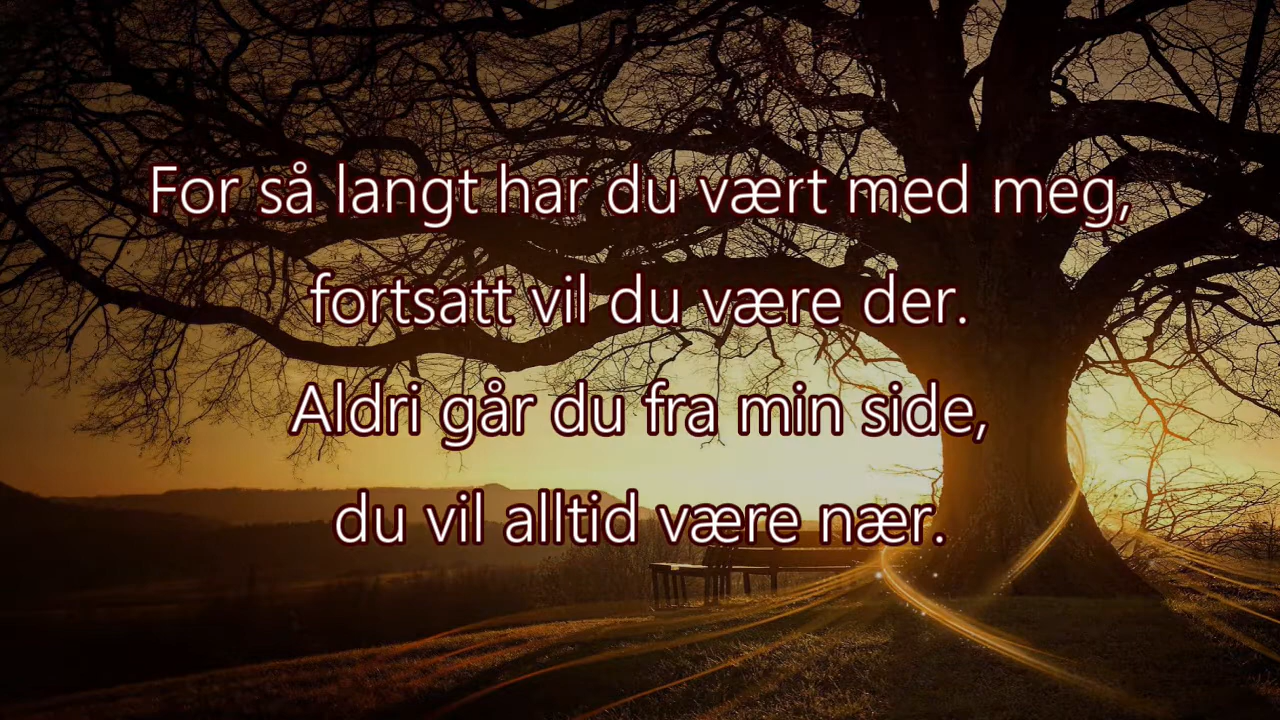 For så langt har du vært med meg,
fortsatt vil du være der.
Aldri går du fra min side,
du vil alltid være nær.